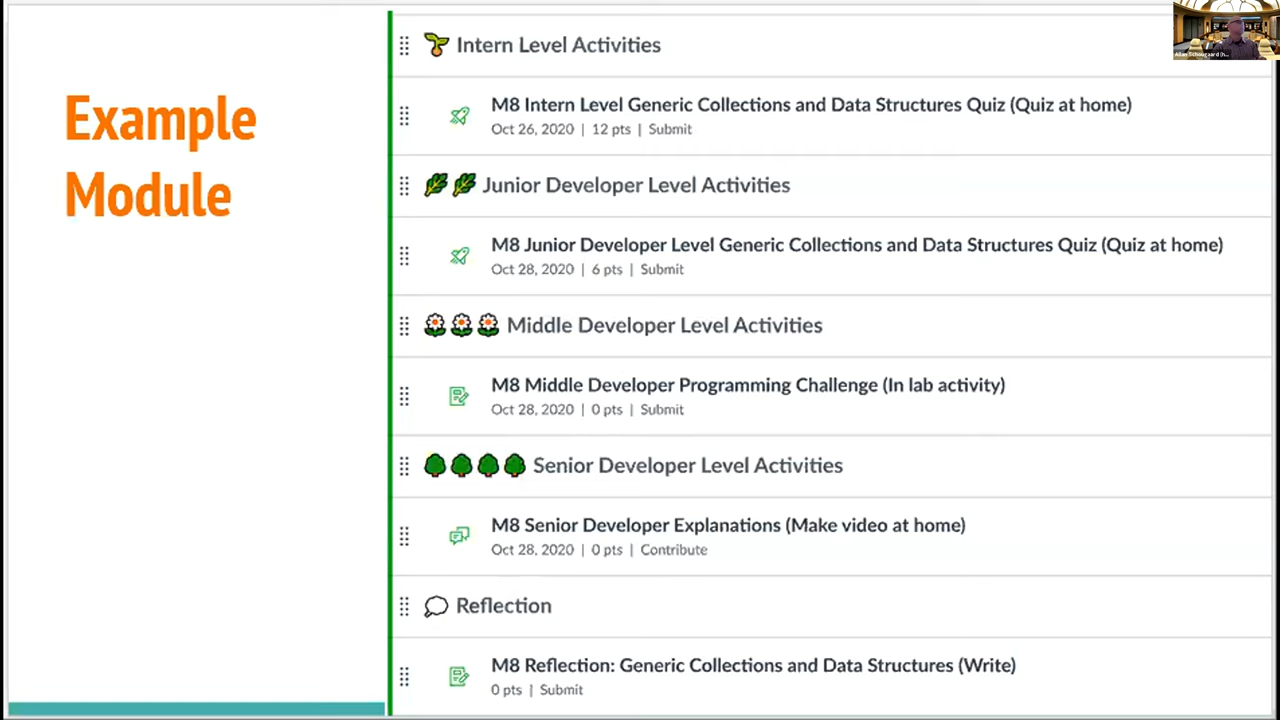 Example
Module
Intern Level Activities
M8 Intern Level Generic Collections and Data Structures Quiz (Quiz at home)
Oct 26, 2020 | 12 pts | Submit
Junior Developer Level Activities
M8 Junior Developer Level Generic Collections and Data Structures Quiz (Quiz at home)
Oct 28, 2020 | 6 pts | Submit
Middle Developer Level Activities
M8 Middle Developer Programming Challenge (In lab activity)
Oct 28, 2020 | 0 pts | Submit
Senior Developer Level Activities
M8 Senior Developer Explanations (Make video at home)
Oct 28, 2020 | 0 pts | Contribute
Reflection
M8 Reflection: Generic Collections and Data Structures (Write)
0 pts | Submit